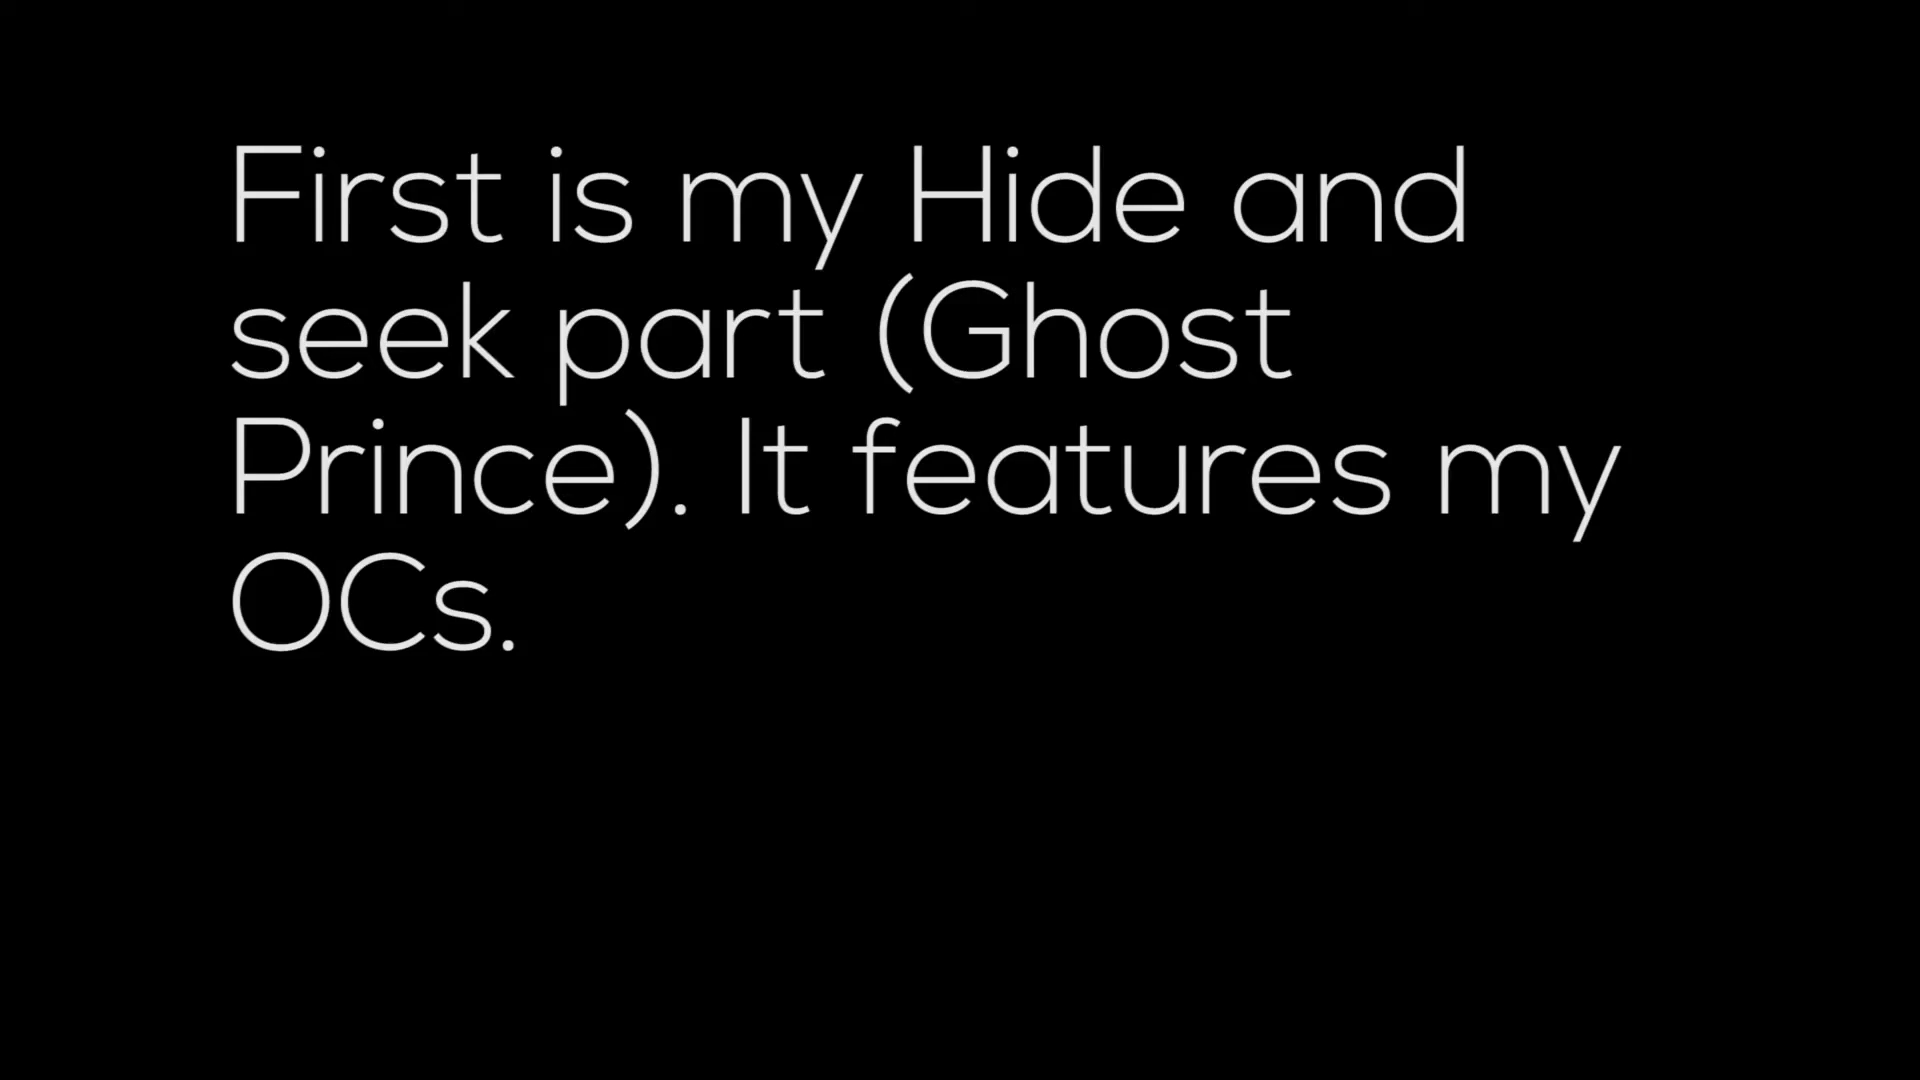 First is my Hide and
seek part (Ghost
Prince). It features my
OCs.